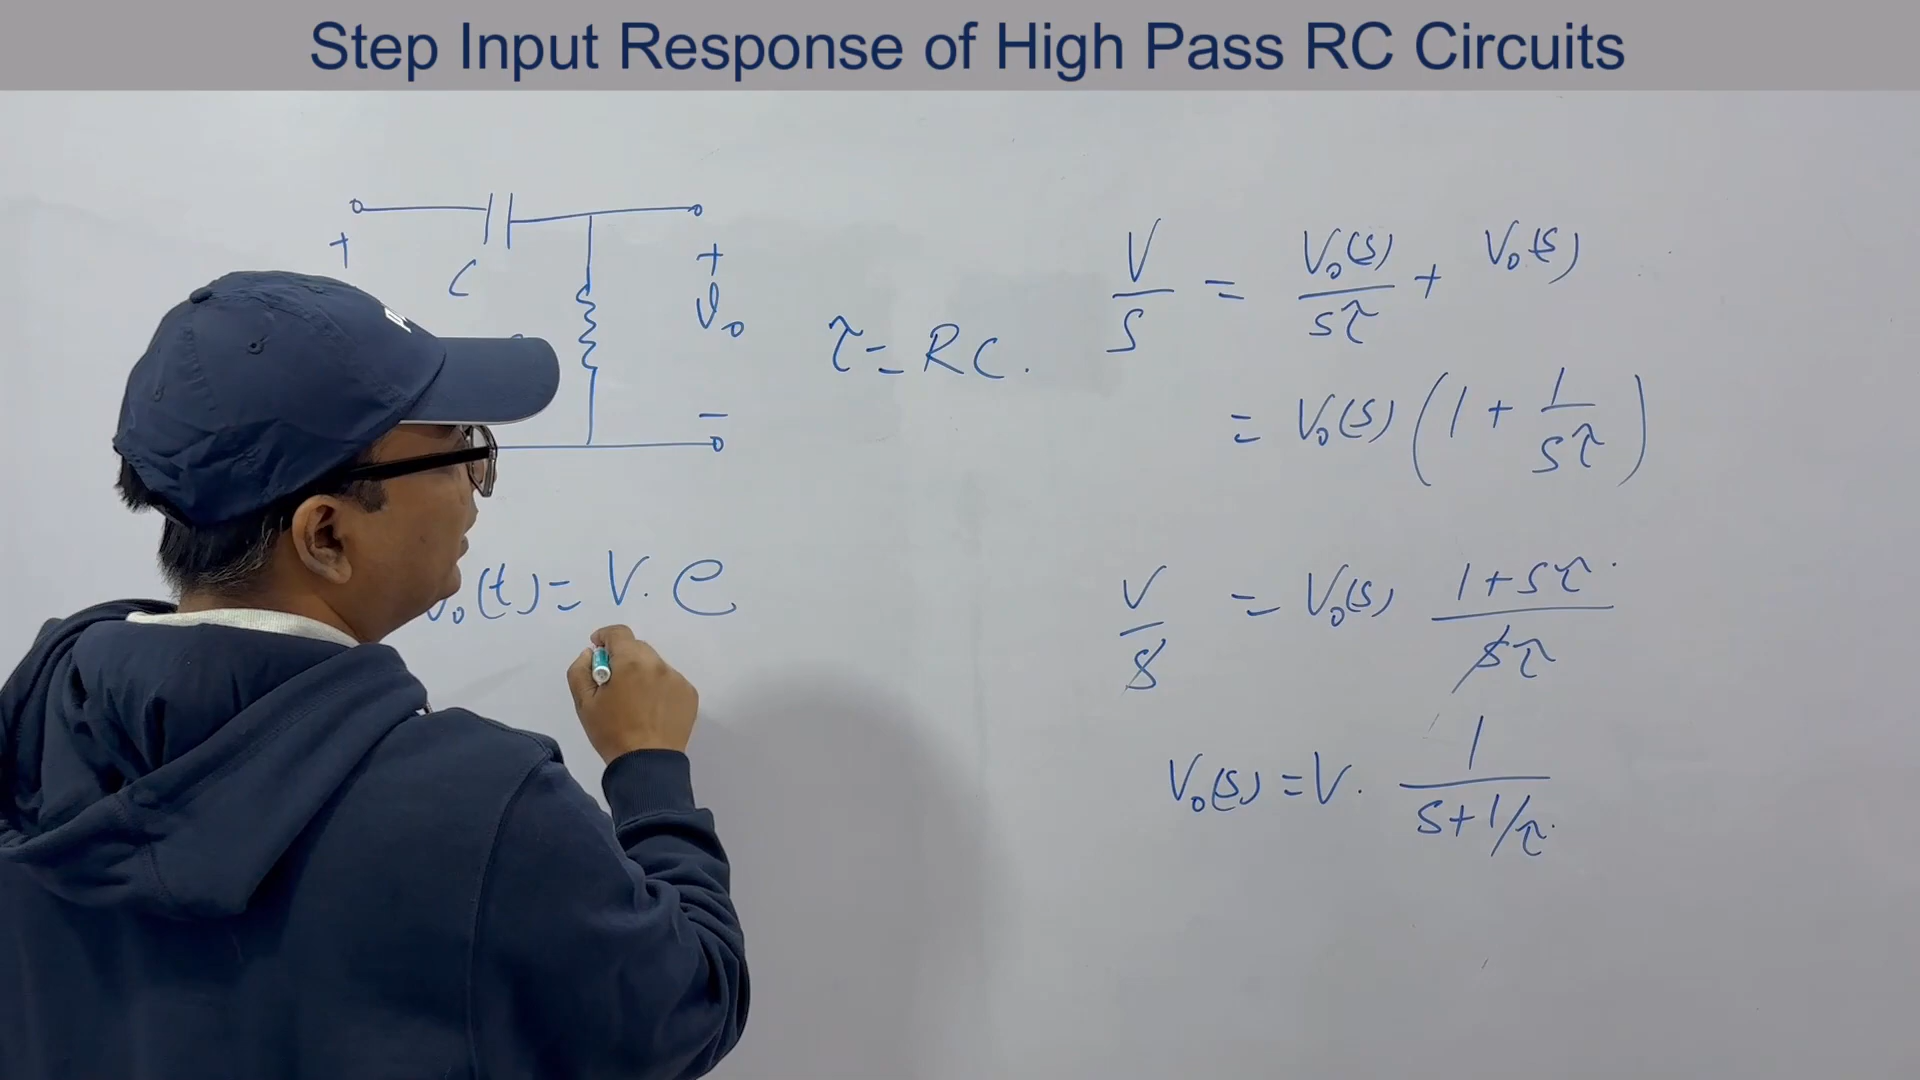 Step Input Response of High Pass RC Circuits
+
C
+
V₀
−
τ = RC.
V/S = V₀(s)/sτ + V₀(s)
= V₀(s) (1 + 1/sτ)
V/s = V₀(s) 1+sτ/sτ
V₀(s) = V. 1/s+1/τ
V₀(t) = V. e